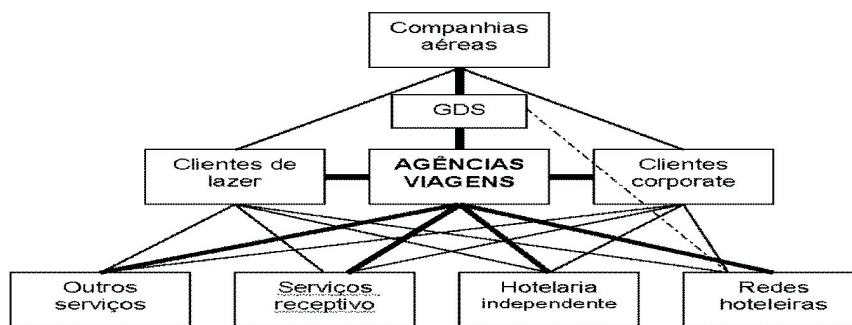 Companhias
aéreas
GDS
Clientes de
lazer
AGÊNCIAS
VIAGENS
Clientes
corporate
Outros
serviços
Serviços
receptivo
Hotelaria
independente
Redes
hoteleiras